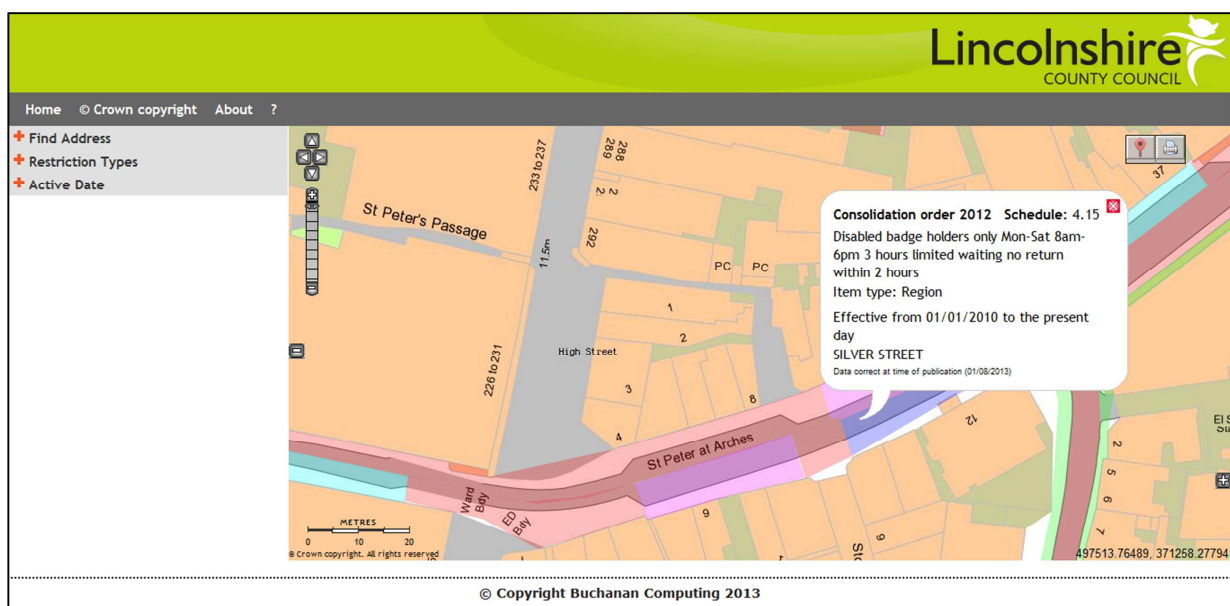 Lincolnshire
COUNTY COUNCIL
Home © Crown copyright About ?
Find Address
Restriction Types
Active Date
St Peter's Passage
233 to 237
11.5m
288
289
2
2
292
PC PC
37
Consolidation order 2012 Schedule: 4.15
Disabled badge holders only Mon-Sat 8am-
6pm 3 hours limited waiting no return
within 2 hours
Item type: Region
Effective from 01/01/2010 to the present
day
SILVER STREET
Data correct at time of publication (01/08/2013)
1
2
High Street
226 to 231
3
8
4
12
St Peter at Arches
Ward
Bdy
ED
Bdy
9
6
Sto
El S
Sta
2
5
6
7
METRES
0 10 20
© Crown copyright. All rights reserved
497513.76489, 371258.27794
© Copyright Buchanan Computing 2013